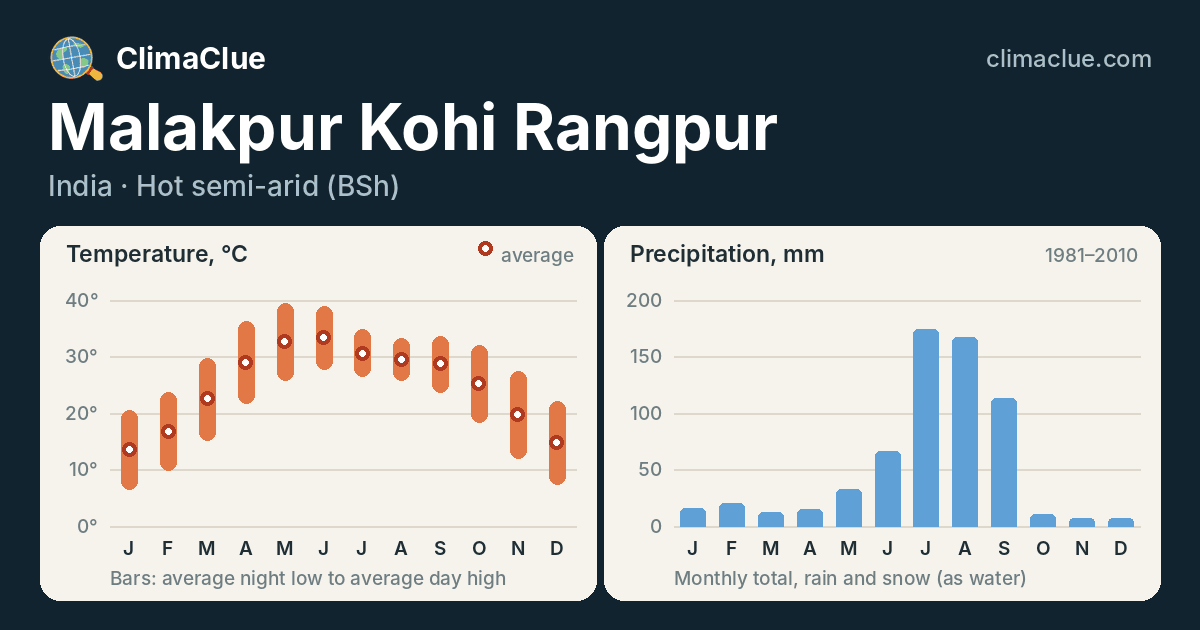 ClimaClue
climaclue.com
Malakpur Kohi Rangpur
India · Hot semi-arid (BSh)
Temperature, °C
average
40°
30°
20°
10°
0°
J F M A M J J A S O N D
Bars: average night low to average day high
Precipitation, mm
1981–2010
200
150
100
50
0
J F M A M J J A S O N D
Monthly total, rain and snow (as water)